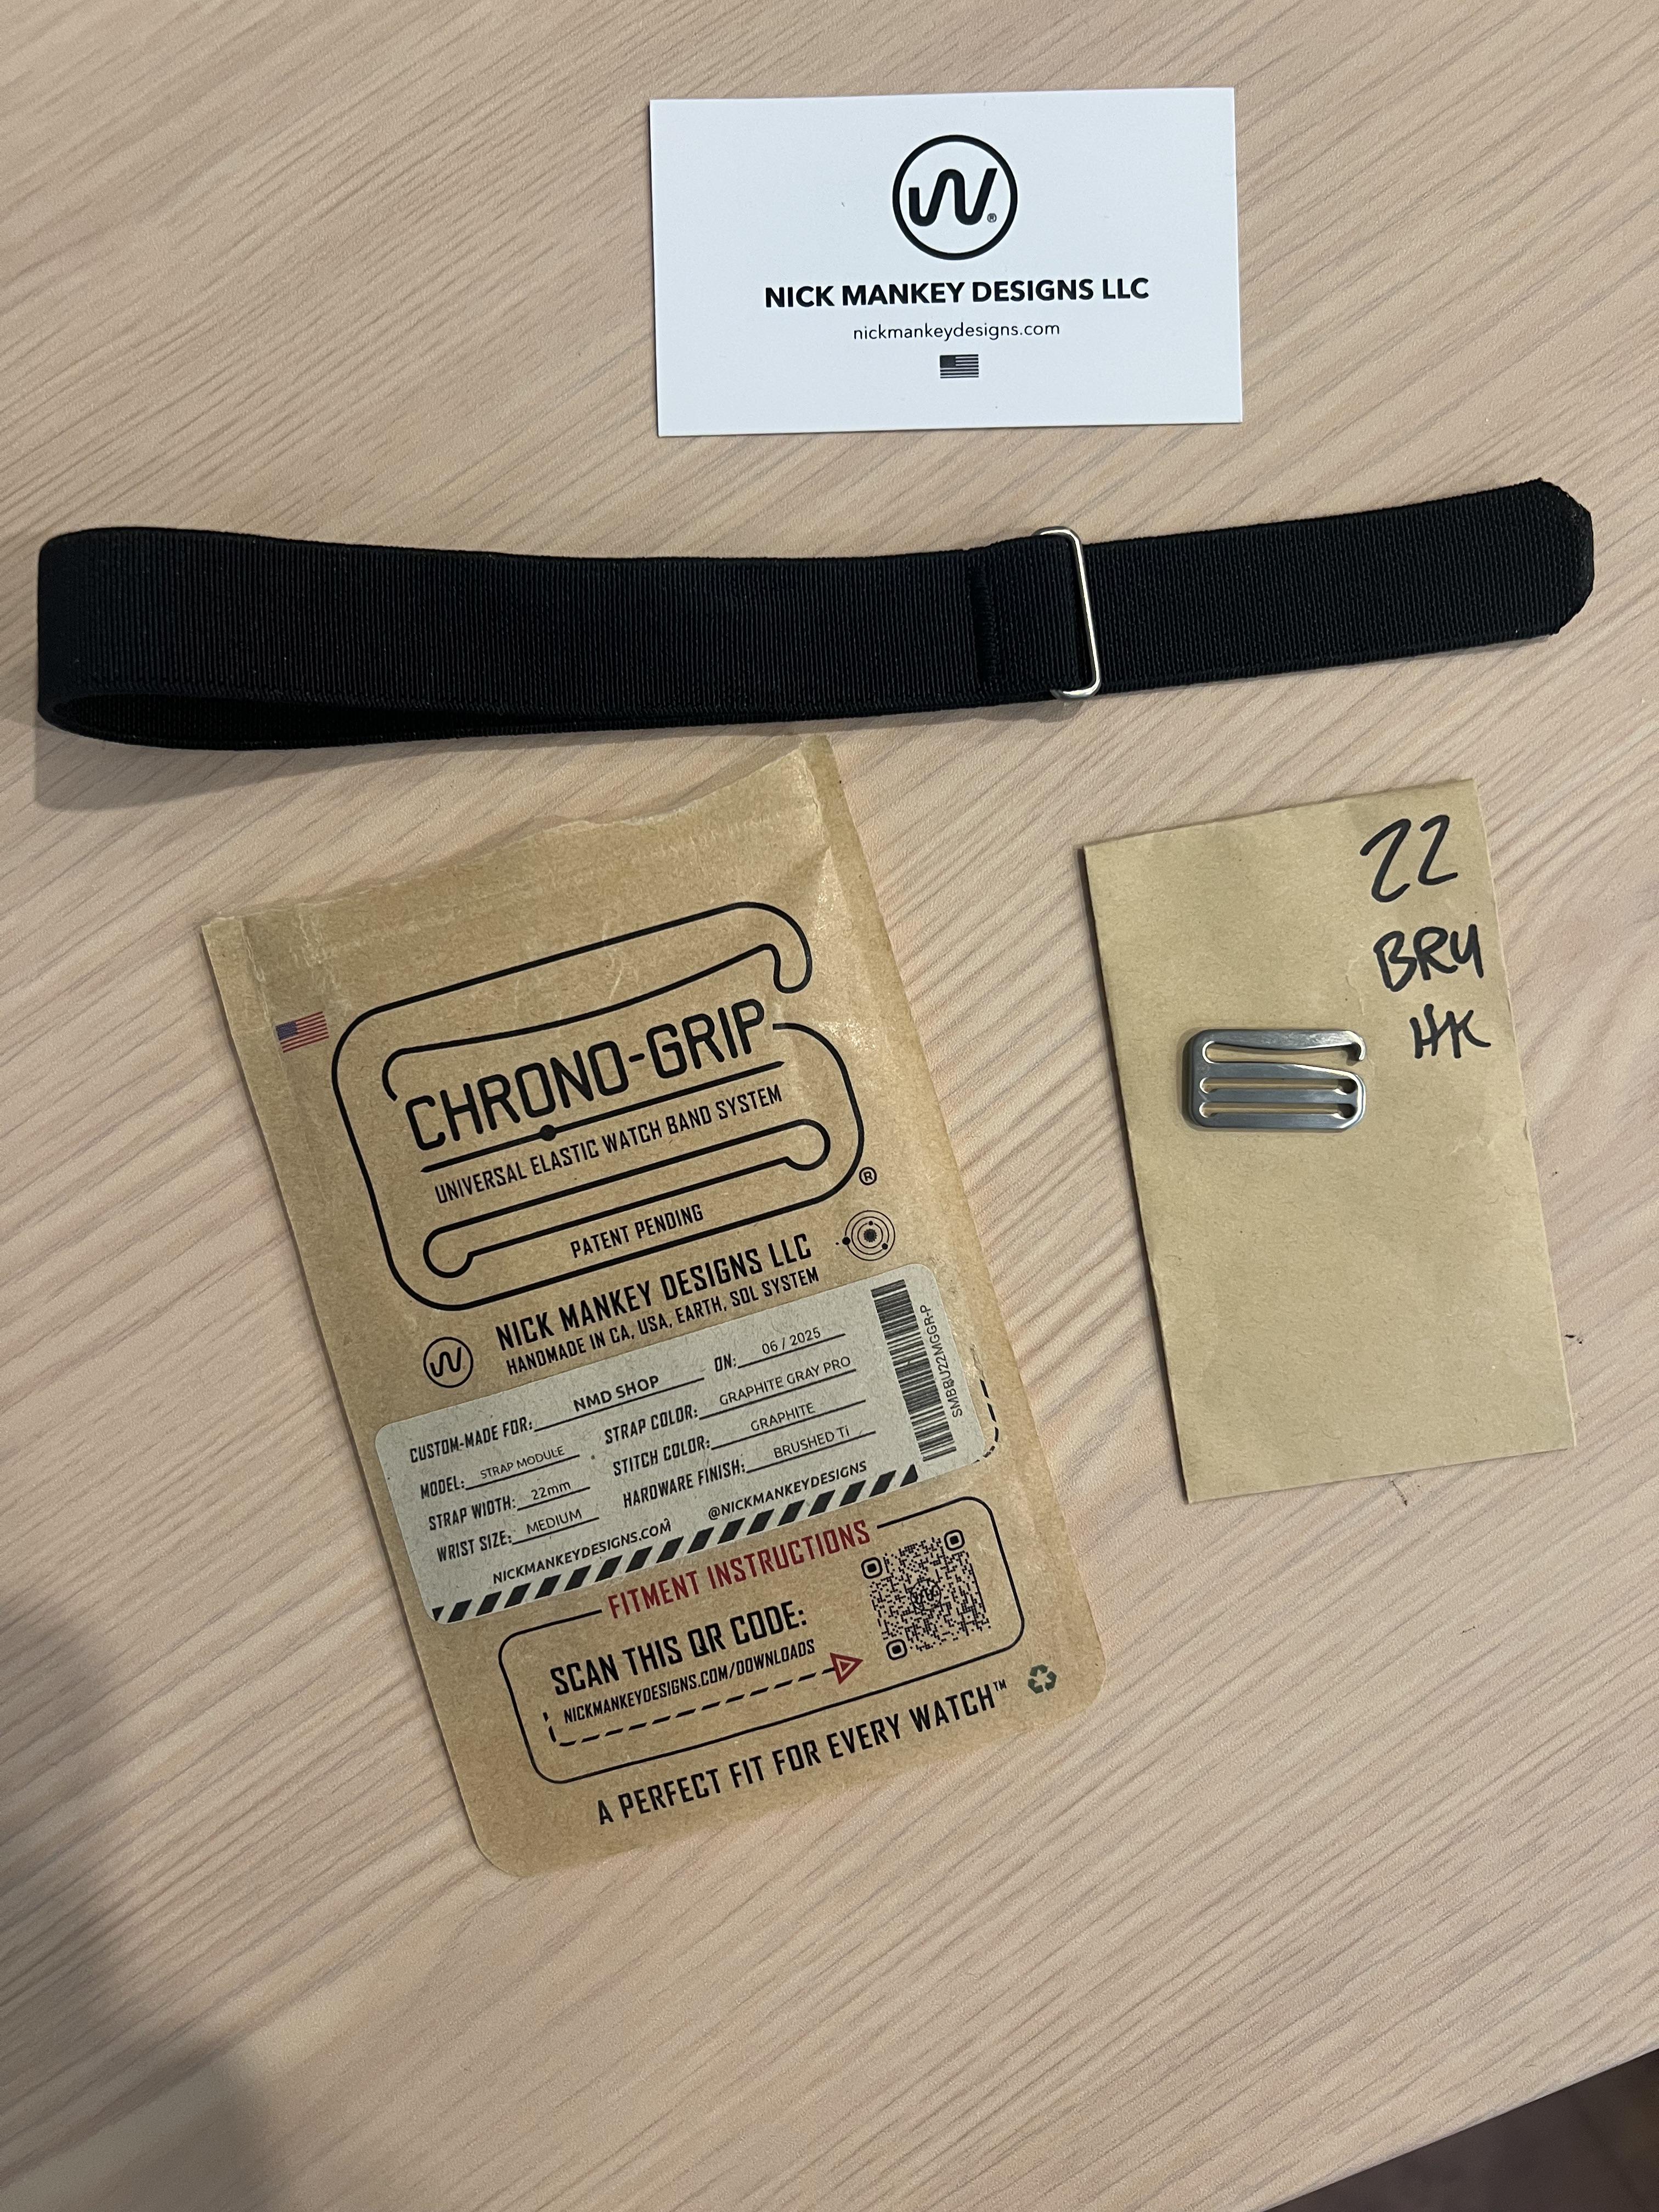 NICK MANKEY DESIGNS LLC
nickmankeydesigns.com
22
BRU
HK
CHRONO-GRIP
UNIVERSAL ELASTIC WATCH BAND SYSTEM
PATENT PENDING
®
NICK MANKEY DESIGNS LLC
HANDMADE IN CA, USA, EARTH, SOL SYSTEM
CUSTOM-MADE FOR: NMD SHOP ON: 06 / 2025
MODEL: STRAP MODULE STRAP COLOR: GRAPHITE GRAY PRO
STRAP WIDTH: 22mm STITCH COLOR: GRAPHITE
WRIST SIZE: MEDIUM HARDWARE FINISH: BRUSHED Ti
NICKMANKEYDESIGNS.COM @NICKMANKEYDESIGNS
FITMENT INSTRUCTIONS
SCAN THIS QR CODE:
NICKMANKEYDESIGNS.COM/DOWNLOADS
A PERFECT FIT FOR EVERY WATCH™